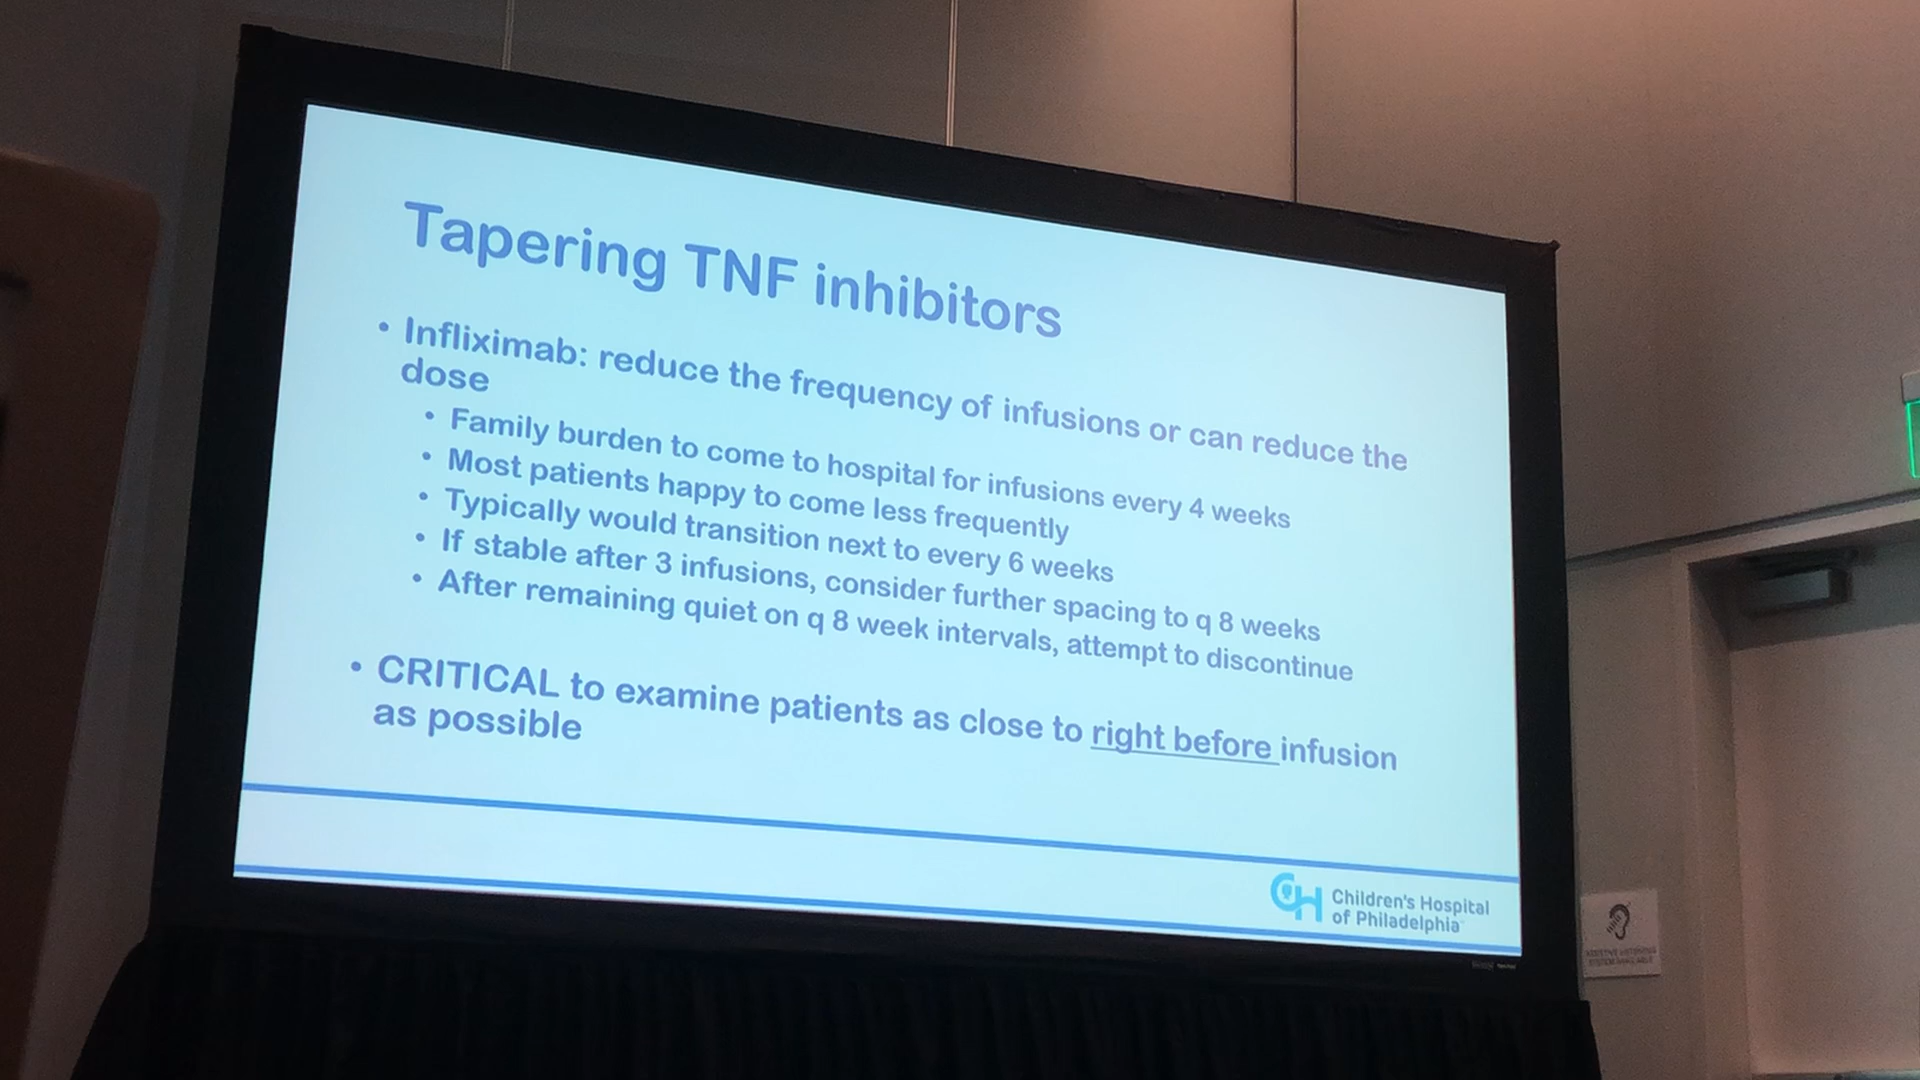 Tapering TNF inhibitors
• Infliximab: reduce the frequency of infusions or can reduce the
dose
• Family burden to come to hospital for infusions every 4 weeks
• Most patients happy to come less frequently
• Typically would transition next to every 6 weeks
• If stable after 3 infusions, consider further spacing to q 8 weeks
• After remaining quiet on q 8 week intervals, attempt to discontinue
• CRITICAL to examine patients as close to right before infusion
as possible
CH Children's Hospital
of Philadelphia